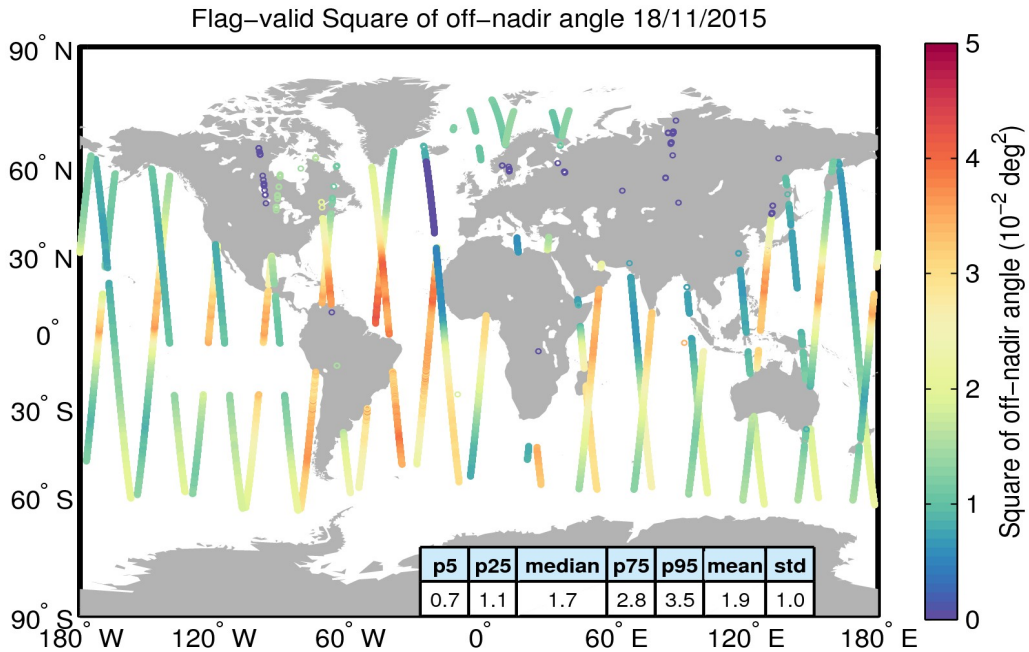 Flag−valid Square of off−nadir angle 18/11/2015
90° N
60° N
30° N
0°
30° S
60° S
90° S
180° W
120° W
60° W
0°
60° E
120° E
180° E
p5 p25 median p75 p95 mean std
0.7 1.1 1.7 2.8 3.5 1.9 1.0
5
4
3
2
1
0
Square of off−nadir angle (10⁻² deg²)